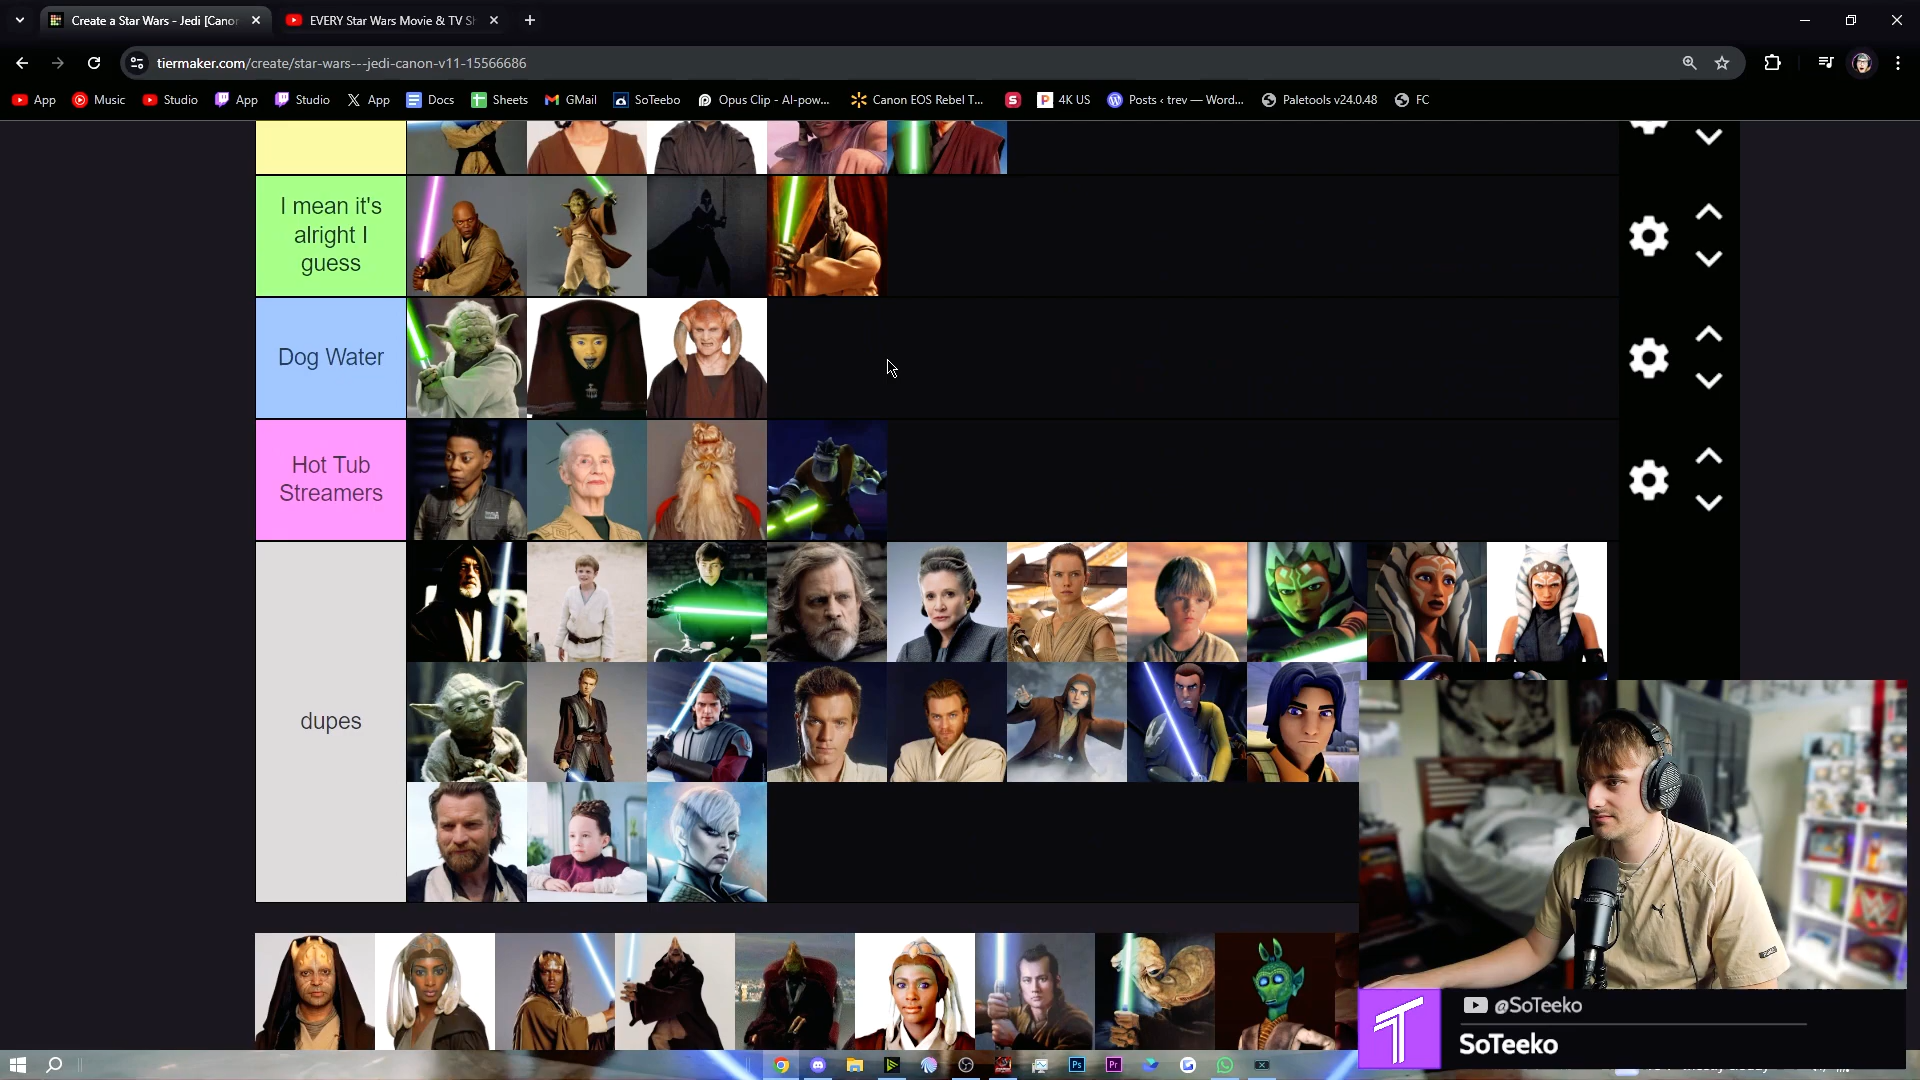 Create a Star Wars - Jedi [Cano
EVERY Star Wars Movie & TV Sh
tiermaker.com/create/star-wars---jedi-canon-v11-15566686
App
Music
Studio
App
Studio
App
Docs
Sheets
GMail
SoTeebo
Opus Clip - AI-pow...
Canon EOS Rebel T...
4K US
Posts ‹ trev — Word...
Paletools v24.0.48
FC
I mean it's
alright I
guess
Dog Water
Hot Tub
Streamers
dupes
@SoTeeko
SoTeeko